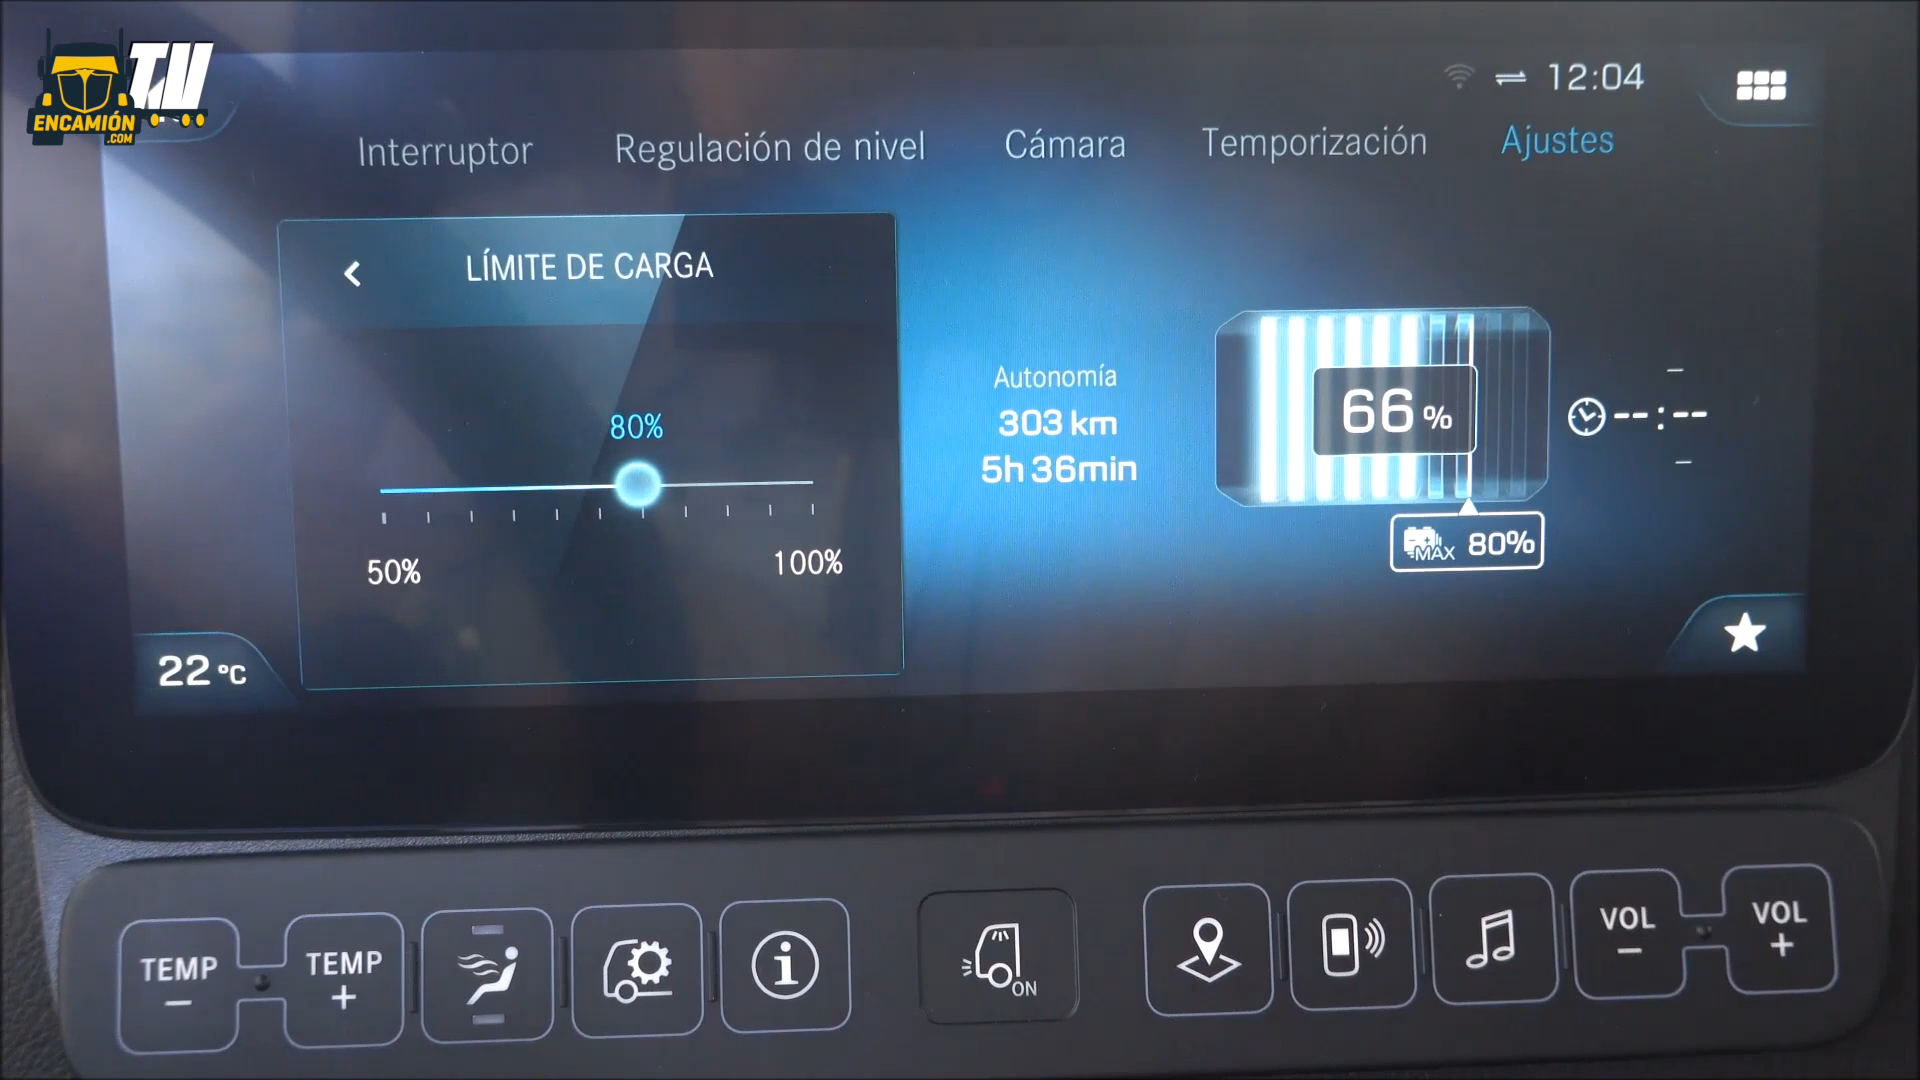 TU
ENCAMIÓN
.COM
12:04
Interruptor
Regulación de nivel
Cámara
Temporización
Ajustes
LÍMITE DE CARGA
80%
50%
100%
Autonomía
303 km
5h 36min
66 %
--:--
MAX 80%
22 °C
TEMP
−
TEMP
+
ON
VOL
−
VOL
+